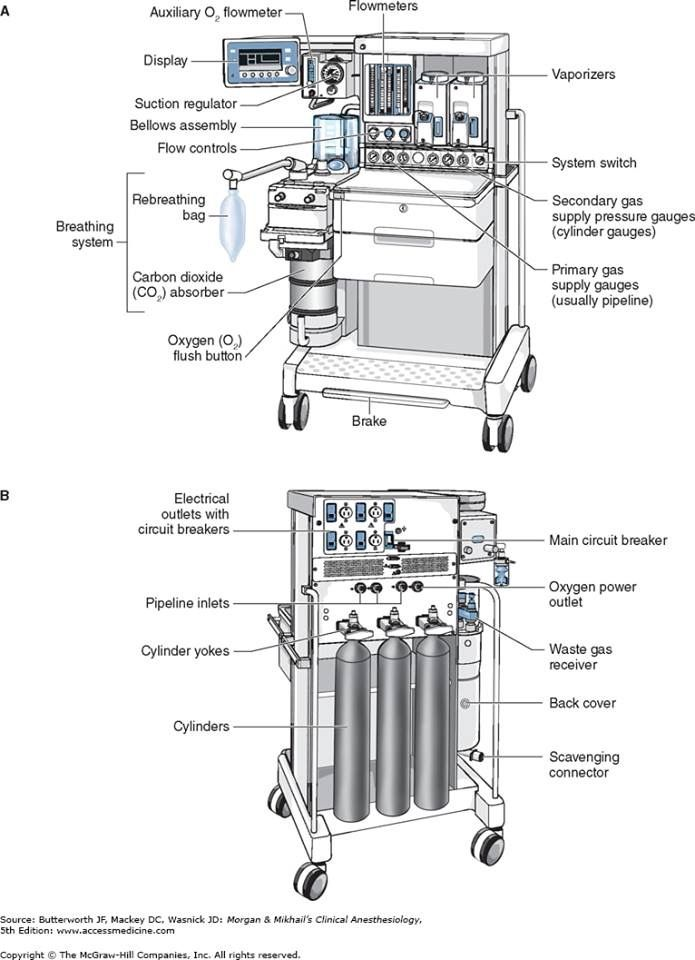 A
Auxiliary O2 flowmeter
Flowmeters
Display
Vaporizers
Suction regulator
Bellows assembly
Flow controls
System switch
Breathing
system
Rebreathing
bag
Secondary gas
supply pressure gauges
(cylinder gauges)
Carbon dioxide
(CO2) absorber
Primary gas
supply gauges
(usually pipeline)
Oxygen (O2)
flush button
Brake
B
Electrical
outlets with
circuit breakers
Main circuit breaker
Oxygen power
outlet
Pipeline inlets
Cylinder yokes
Waste gas
receiver
Back cover
Cylinders
Scavenging
connector
Source: Butterworth JF, Mackey DC, Wasnick JD: Morgan & Mikhail's Clinical Anesthesiology,
5th Edition: www.accessmedicine.com
Copyright © The McGraw-Hill Companies, Inc. All rights reserved.